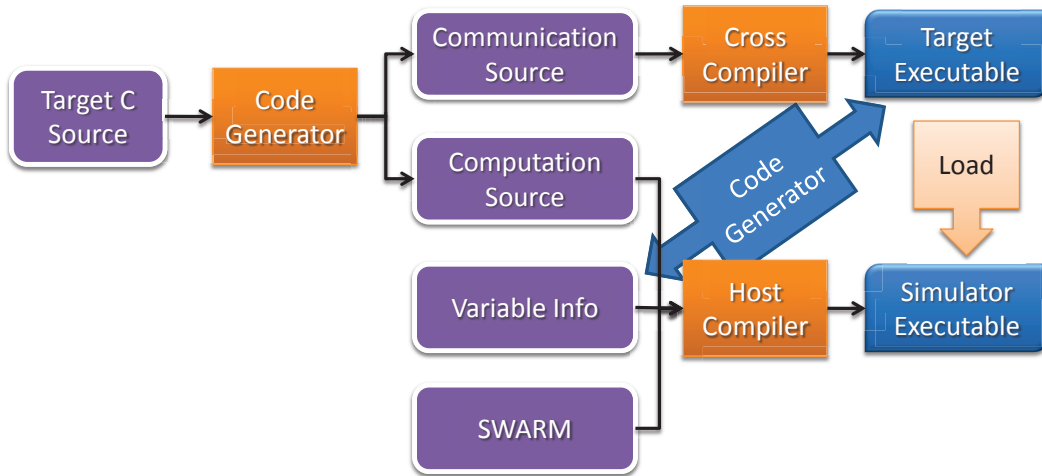 Target C
Source
Code
Generator
Communication
Source
Cross
Compiler
Target
Executable
Computation
Source
Code
Generator
Load
Variable Info
Host
Compiler
Simulator
Executable
SWARM